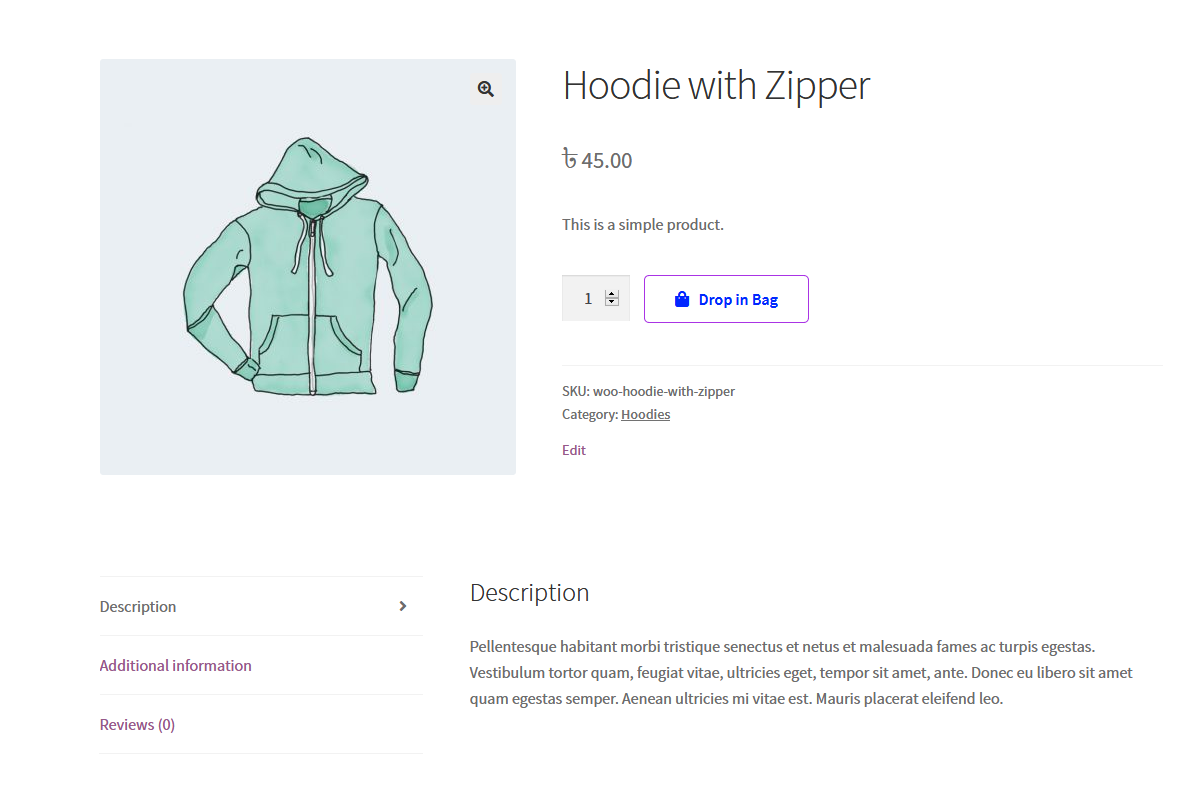 Hoodie with Zipper
৳ 45.00
This is a simple product.
1
Drop in Bag
SKU: woo-hoodie-with-zipper
Category: Hoodies
Edit
Description
Additional information
Reviews (0)
Description
Pellentesque habitant morbi tristique senectus et netus et malesuada fames ac turpis egestas.
Vestibulum tortor quam, feugiat vitae, ultricies eget, tempor sit amet, ante. Donec eu libero sit amet
quam egestas semper. Aenean ultricies mi vitae est. Mauris placerat eleifend leo.